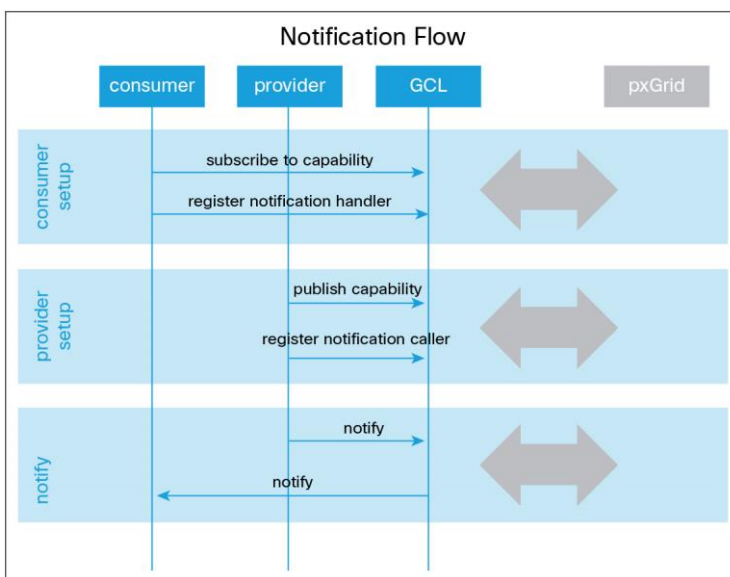 Notification Flow
consumer
provider
GCL
pxGrid
consumer
setup
subscribe to capability
register notification handler
provider
setup
publish capability
register notification caller
notify
notify
notify